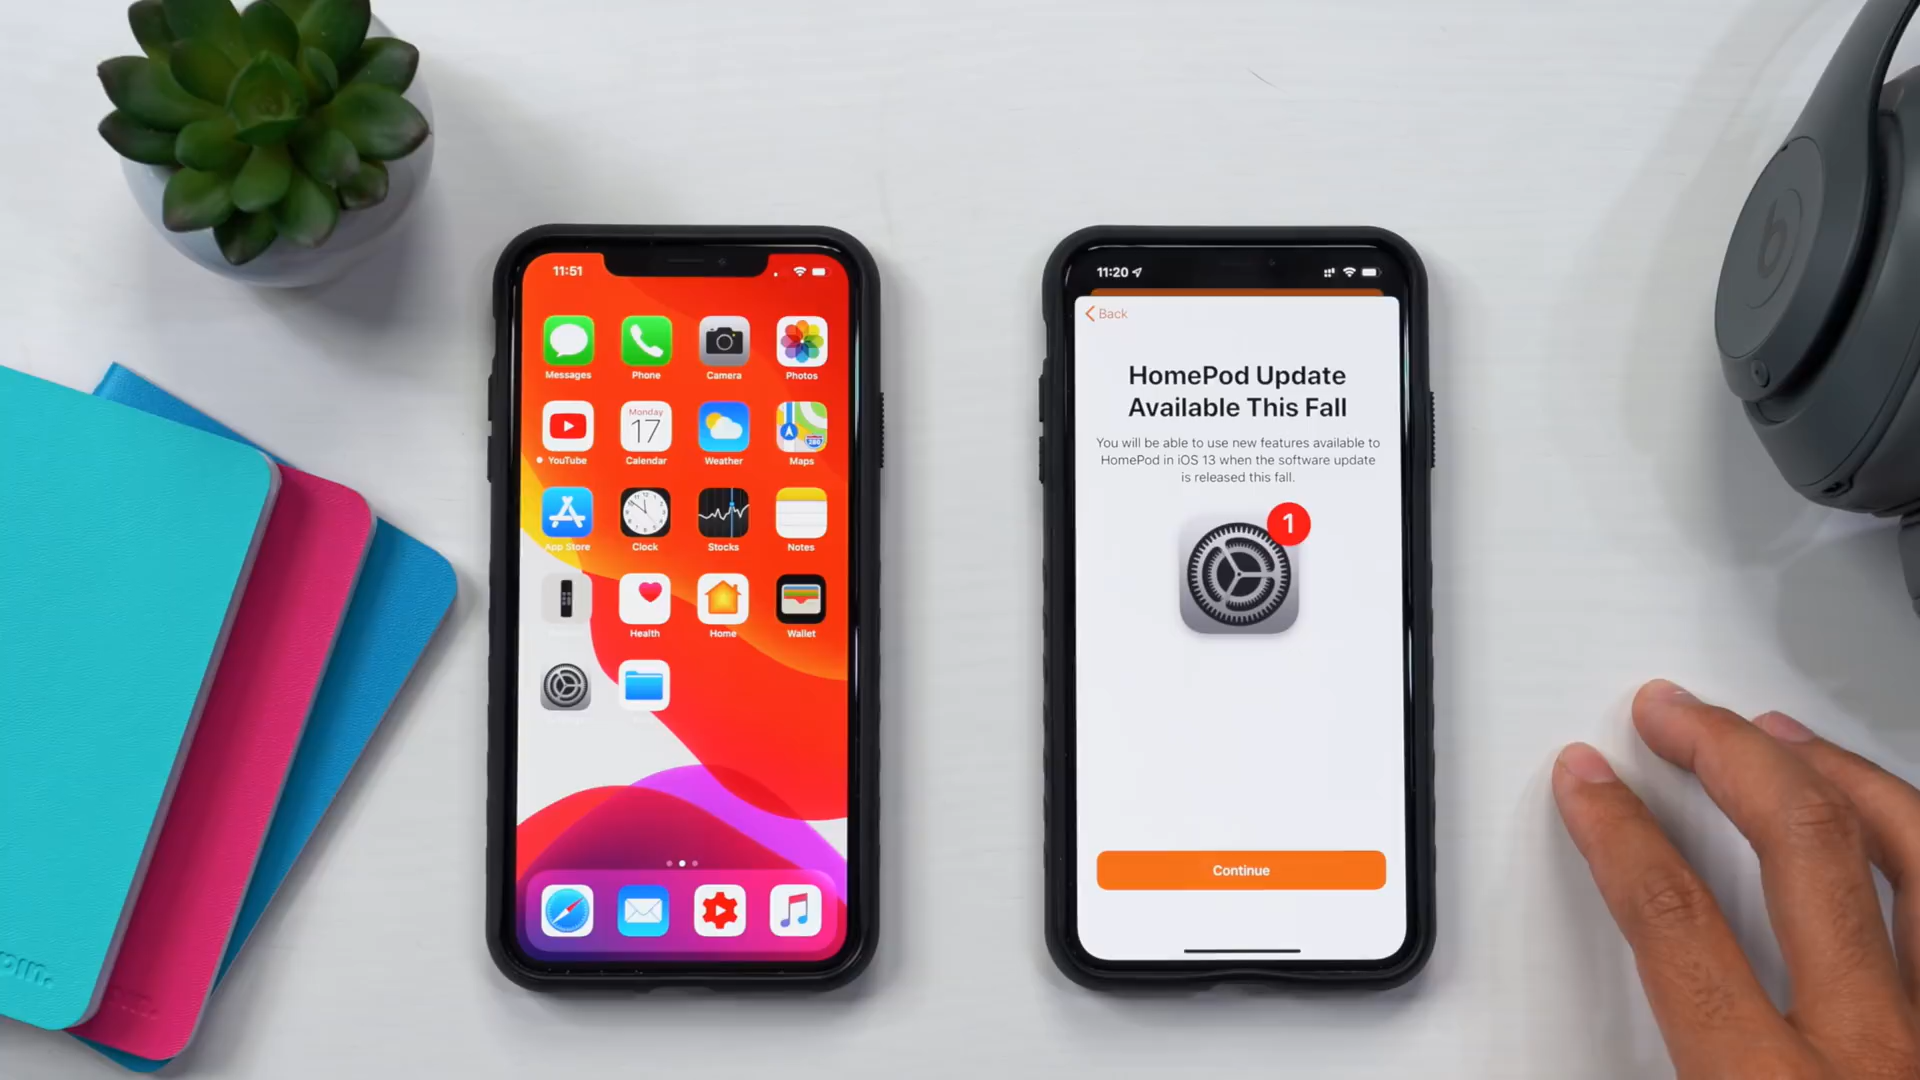 11:51
Messages
Phone
Camera
Photos
YouTube
Monday
17
Calendar
Weather
280
Maps
App Store
Clock
Stocks
Notes
Health
Home
Wallet
11:20
Back
HomePod Update
Available This Fall
You will be able to use new features available to
HomePod in iOS 13 when the software update
is released this fall.
1
Continue
b